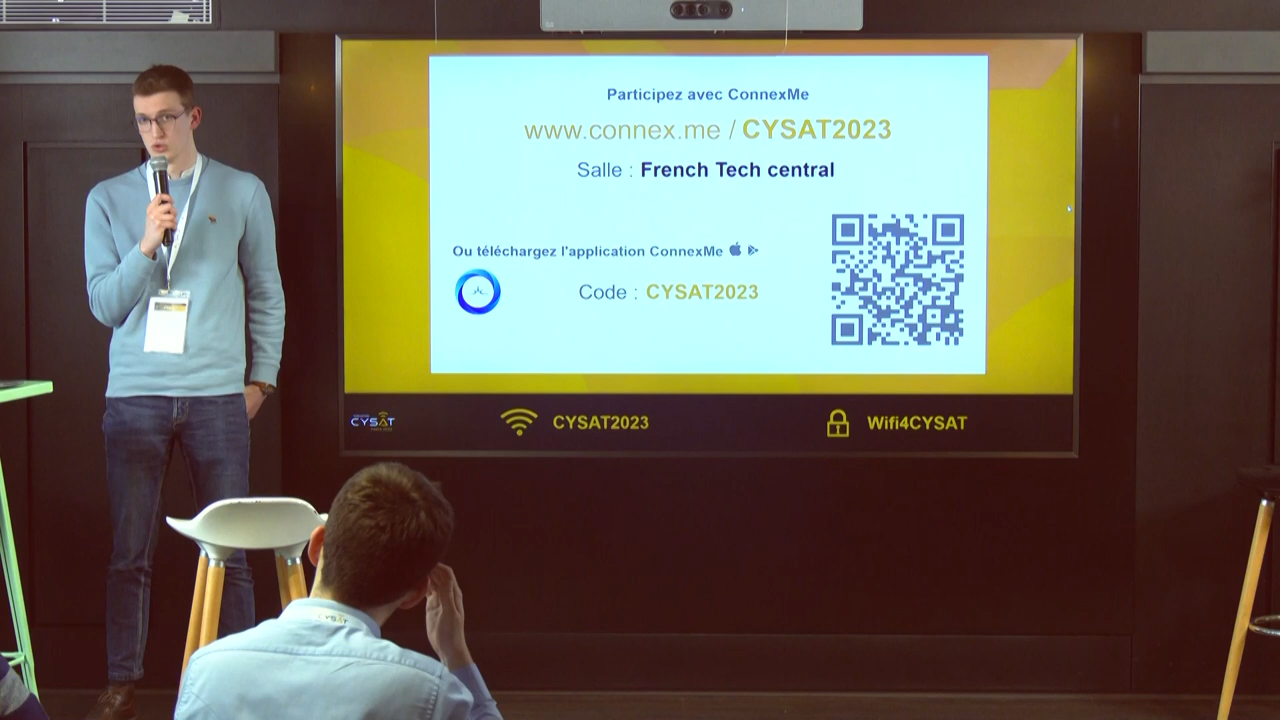 Participez avec ConnexMe
www.connex.me / CYSAT2023
Salle : French Tech central
Ou téléchargez l'application ConnexMe
Code : CYSAT2023
CYSAT
CYSAT2023
Wifi4CYSAT
CYSAT